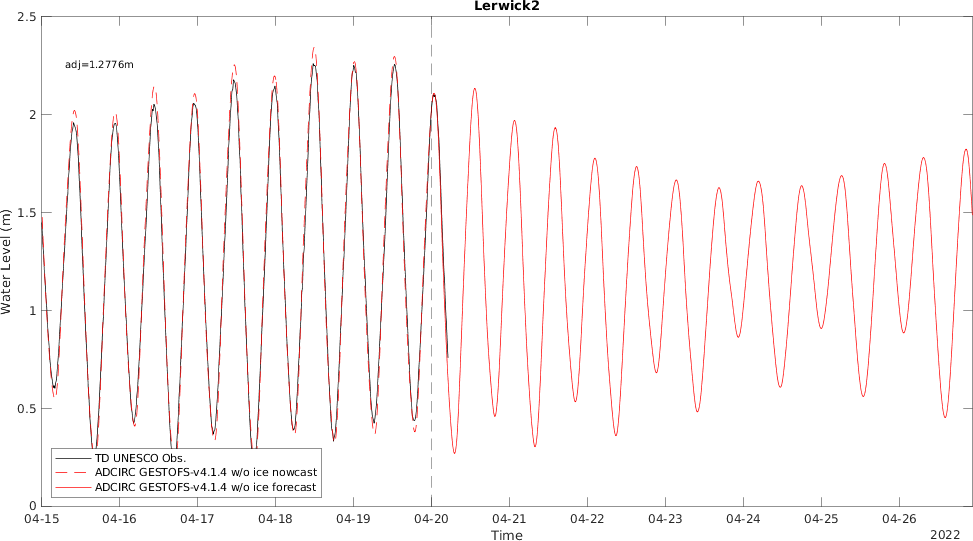 Lerwick2
2.5
2
1.5
1
0.5
0
Water Level (m)
adj=1.2776m
TD UNESCO Obs.
ADCIRC GESTOFS-v4.1.4 w/o ice nowcast
ADCIRC GESTOFS-v4.1.4 w/o ice forecast
04-15 04-16 04-17 04-18 04-19 04-20 04-21 04-22 04-23 04-24 04-25 04-26
Time
2022